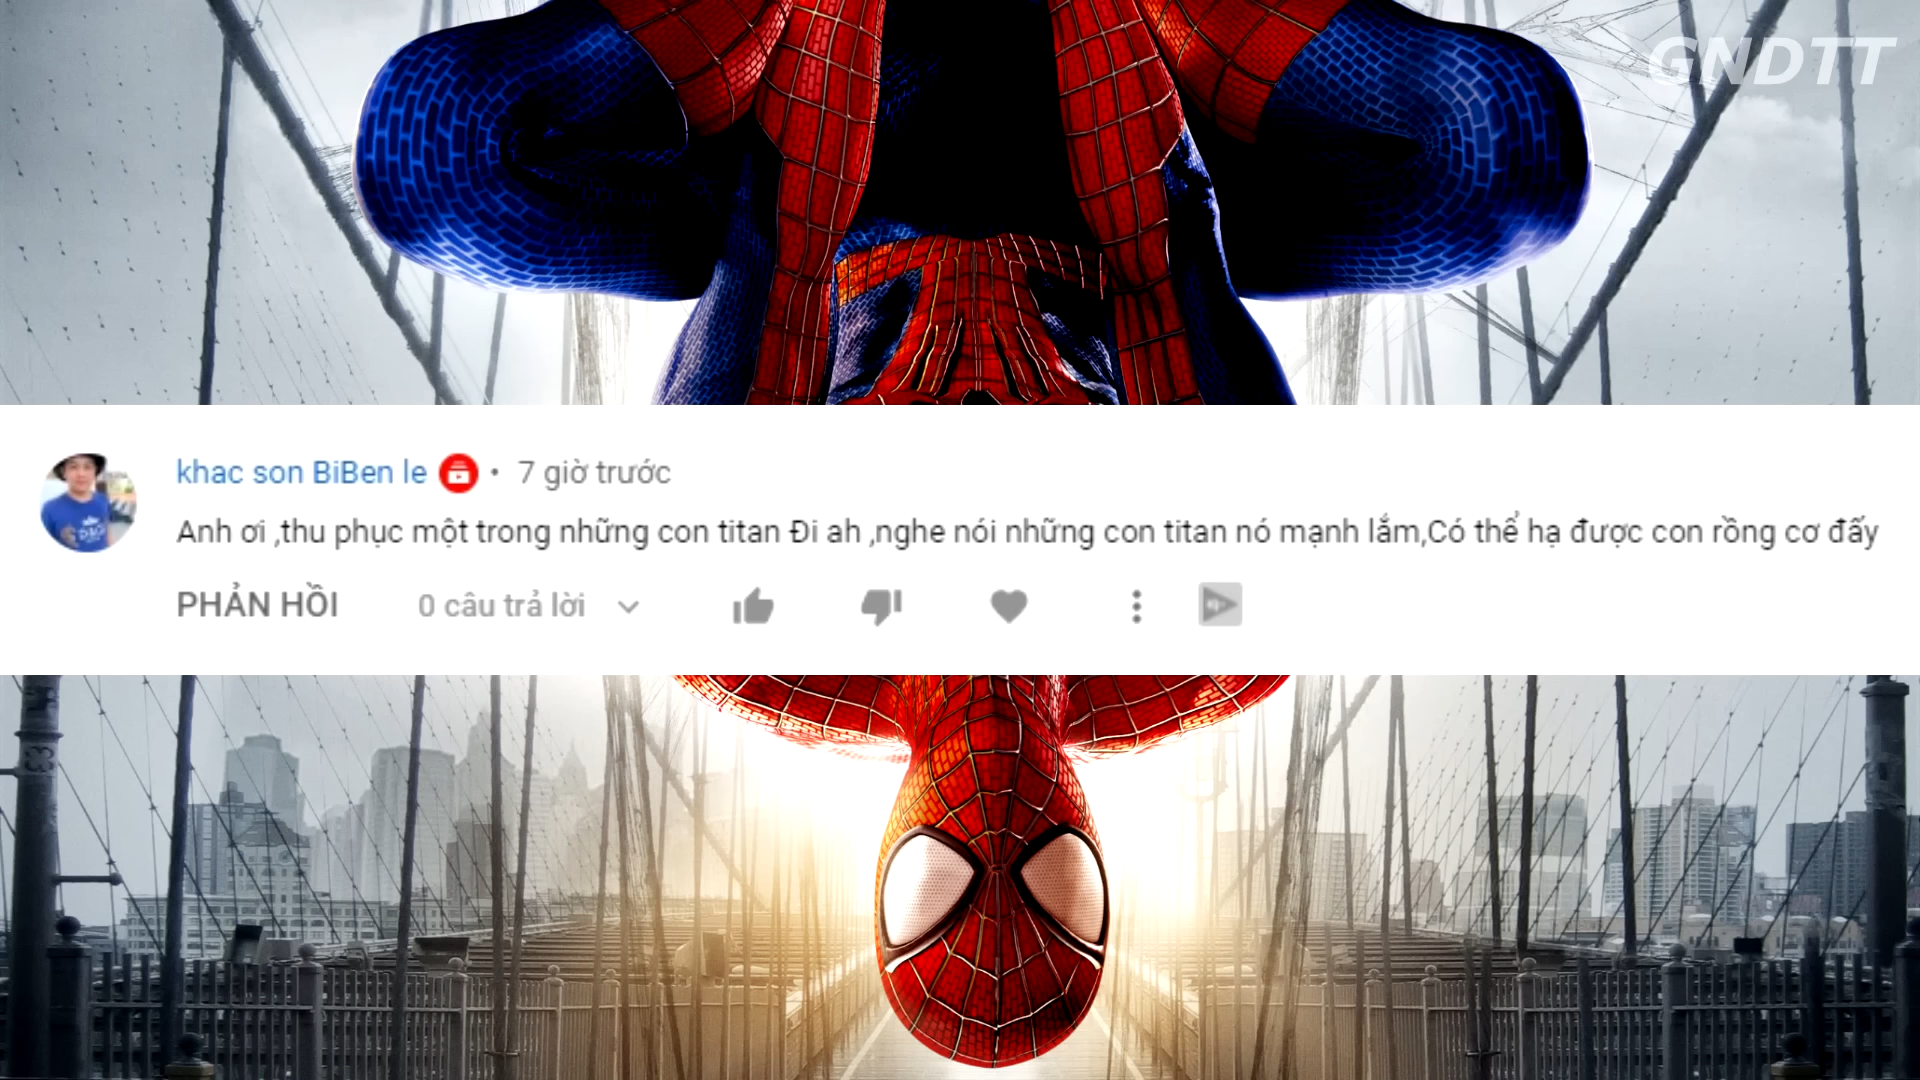 GNDTT
khac son BiBen le • 7 giờ trước
Anh ơi ,thu phục một trong những con titan Đi ah ,nghe nói những con titan nó mạnh lắm,Có thể hạ được con rồng cơ đấy
PHẢN HỒI 0 câu trả lời